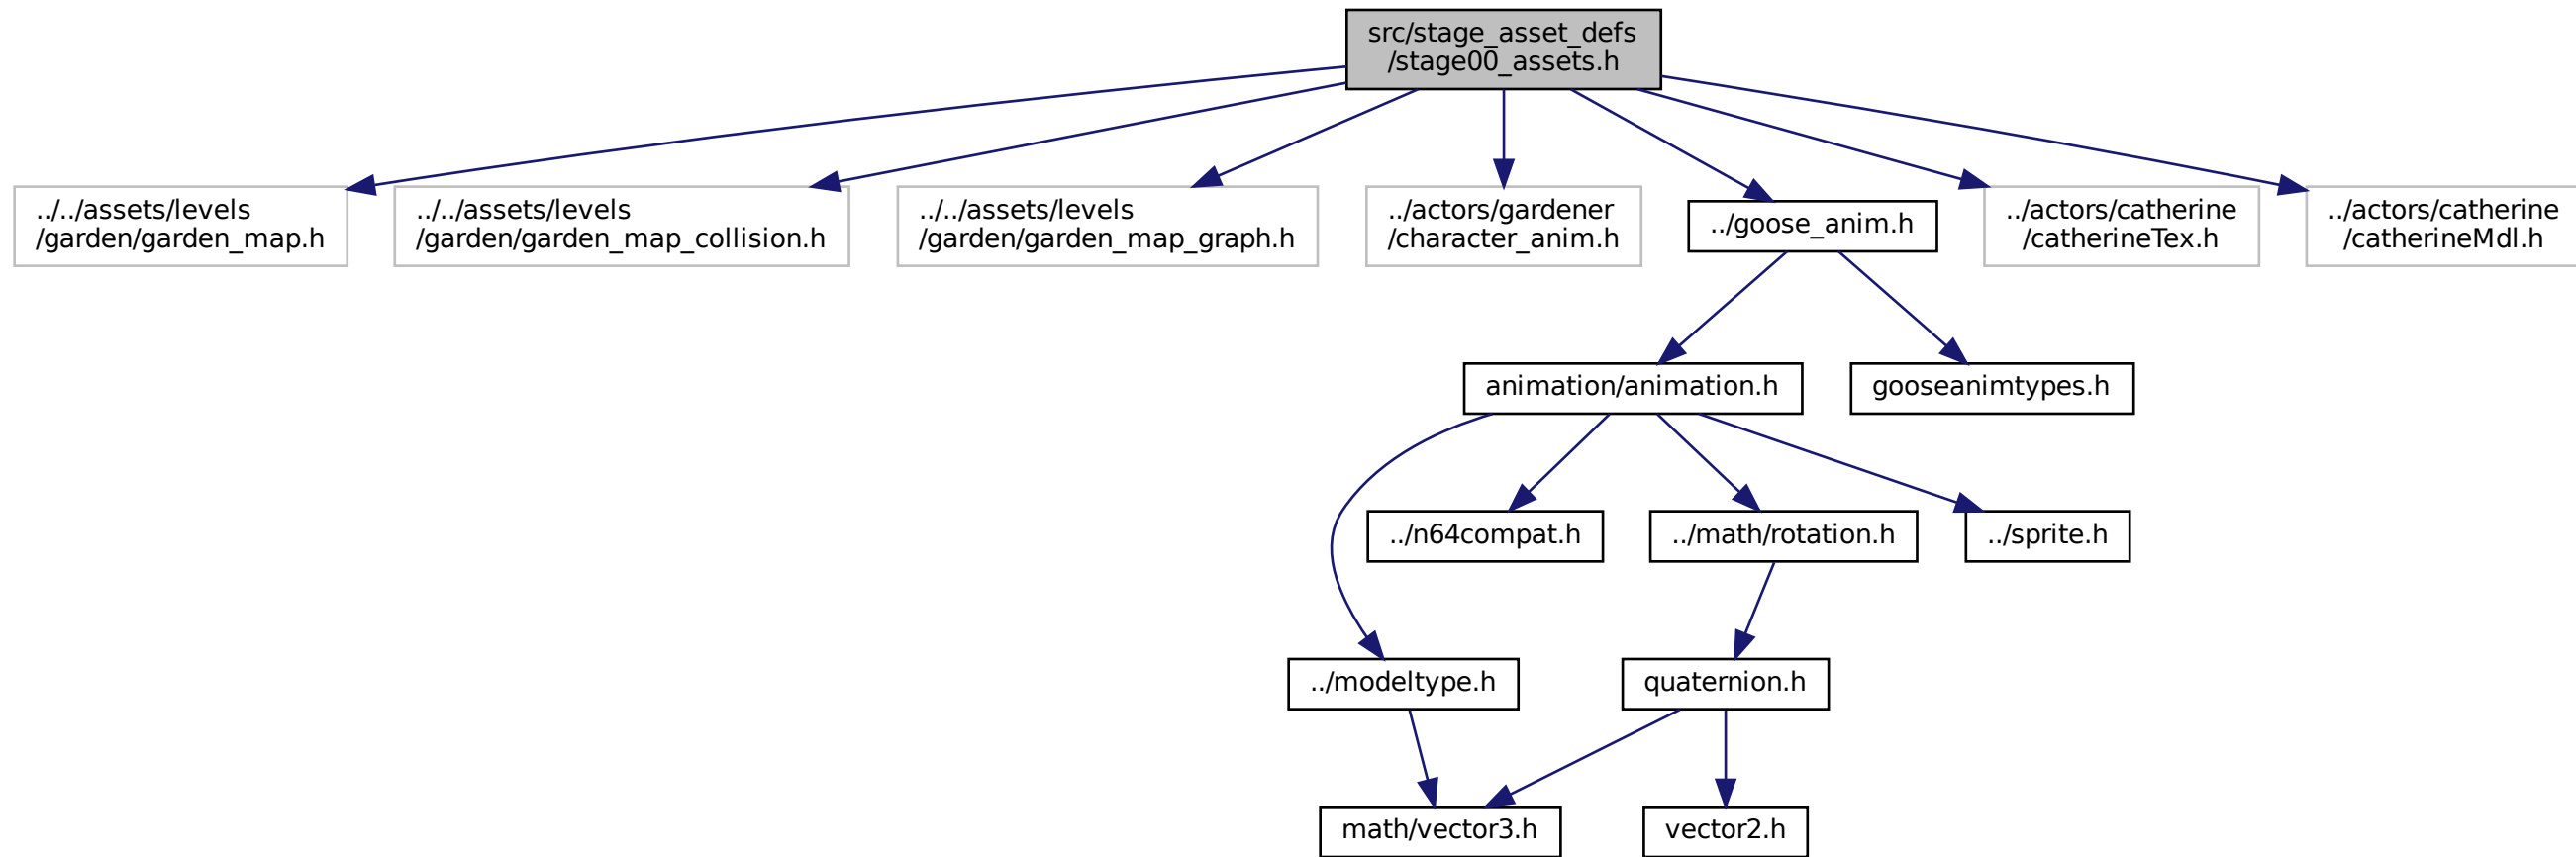 src/stage_asset_defs
/stage00_assets.h
../../assets/levels
/garden/garden_map.h
../../assets/levels
/garden/garden_map_collision.h
../../assets/levels
/garden/garden_map_graph.h
../actors/gardener
/character_anim.h
../goose_anim.h
../actors/catherine
/catherineTex.h
../actors/catherine
/catherineMdl.h
animation/animation.h
gooseanimtypes.h
../n64compat.h
../math/rotation.h
../sprite.h
../modeltype.h
quaternion.h
math/vector3.h
vector2.h